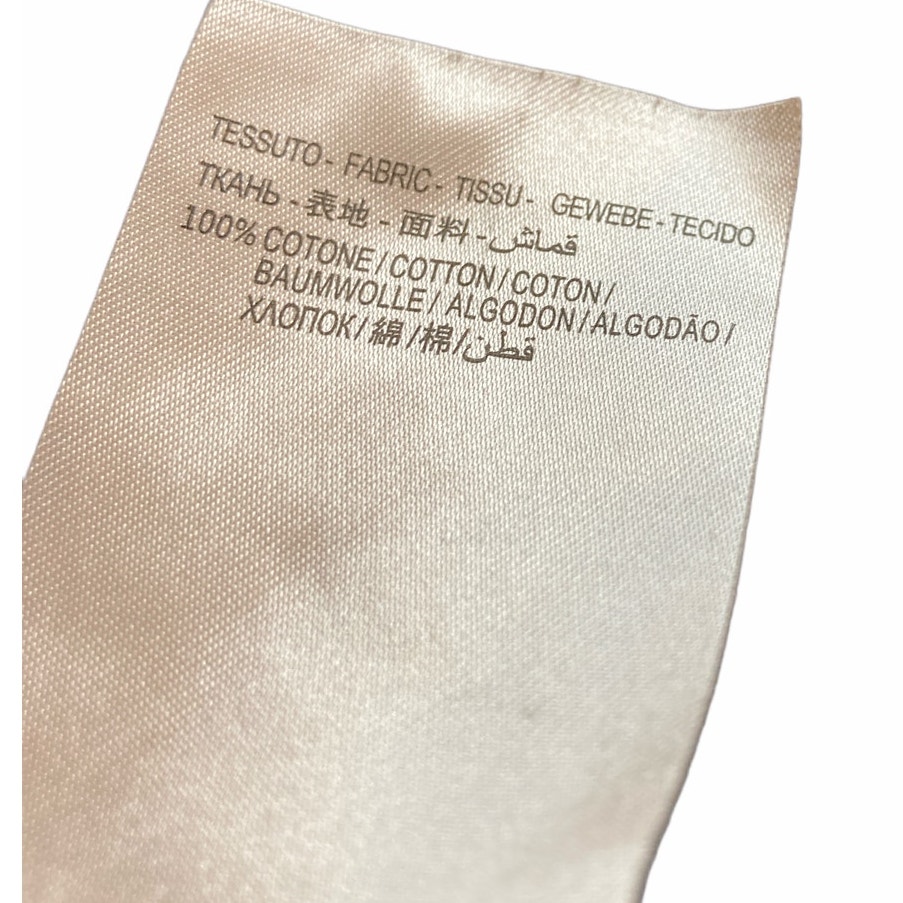 TESSUTO - FABRIC - TISSU - GEWEBE - TECIDO
ТКАНЬ - 表地 - 面料 - قماش
100% COTONE / COTTON / COTON /
BAUMWOLLE / ALGODON / ALGODÃO /
ХЛОПОК / 綿 / 棉 / قطن